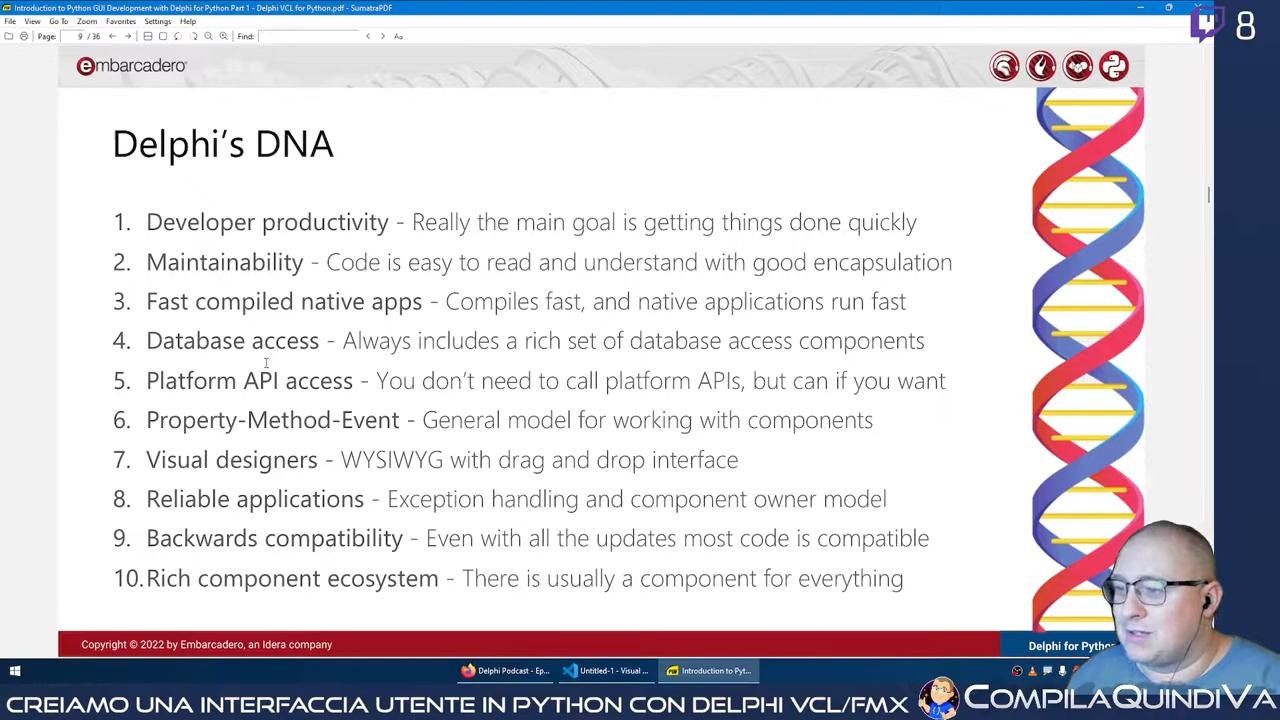 Introduction to Python GUI Development with Delphi for Python Part 1 - Delphi VCL for Python.pdf - SumatraPDF
File View Go To Zoom Favorites Settings Help
Page: 9 / 36 Find: Aa
8
embarcadero
Delphi's DNA
1. Developer productivity - Really the main goal is getting things done quickly
2. Maintainability - Code is easy to read and understand with good encapsulation
3. Fast compiled native apps - Compiles fast, and native applications run fast
4. Database access - Always includes a rich set of database access components
5. Platform API access - You don't need to call platform APIs, but can if you want
6. Property-Method-Event - General model for working with components
7. Visual designers - WYSIWYG with drag and drop interface
8. Reliable applications - Exception handling and component owner model
9. Backwards compatibility - Even with all the updates most code is compatible
10. Rich component ecosystem - There is usually a component for everything
Copyright © 2022 by Embarcadero, an Idera company
Delphi for Pytho
Delphi Podcast - Ep... Untitled-1 - Visual ... Introduction to Pyt...
CREIAMO UNA INTERFACCIA UTENTE IN PYTHON CON DELPHI VCL/FMX COMPILAQUINDIVA